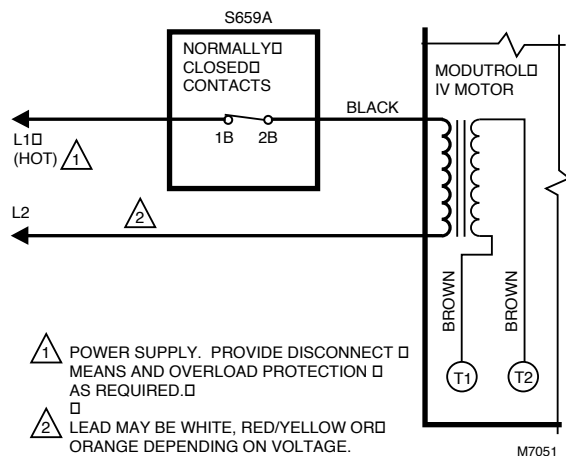 S659A
NORMALLY
CLOSED
CONTACTS
1B 2B
BLACK
MODUTROL
IV MOTOR
L1
(HOT)
1
L2
2
BROWN
BROWN
T1
T2
1 POWER SUPPLY. PROVIDE DISCONNECT
MEANS AND OVERLOAD PROTECTION
AS REQUIRED.
2 LEAD MAY BE WHITE, RED/YELLOW OR
ORANGE DEPENDING ON VOLTAGE.
M7051